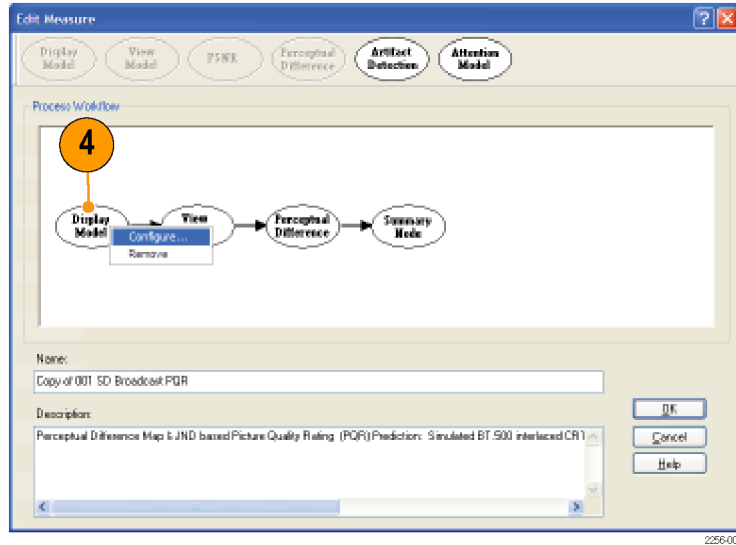 Edit Measure
Display Model
View Model
PSNR
Perceptual Difference
Artifact Detection
Attention Model
Process Workflow
4
Display Model
View
Perceptual Difference
Summary Node
Configure...
Remove
Name:
Copy of 001 SD Broadcast PQR
Description:
Perceptual Difference Map & JND based Picture Quality Rating (PQR) Prediction: Simulated BT.500 interlaced CRT
OK
Cancel
Help